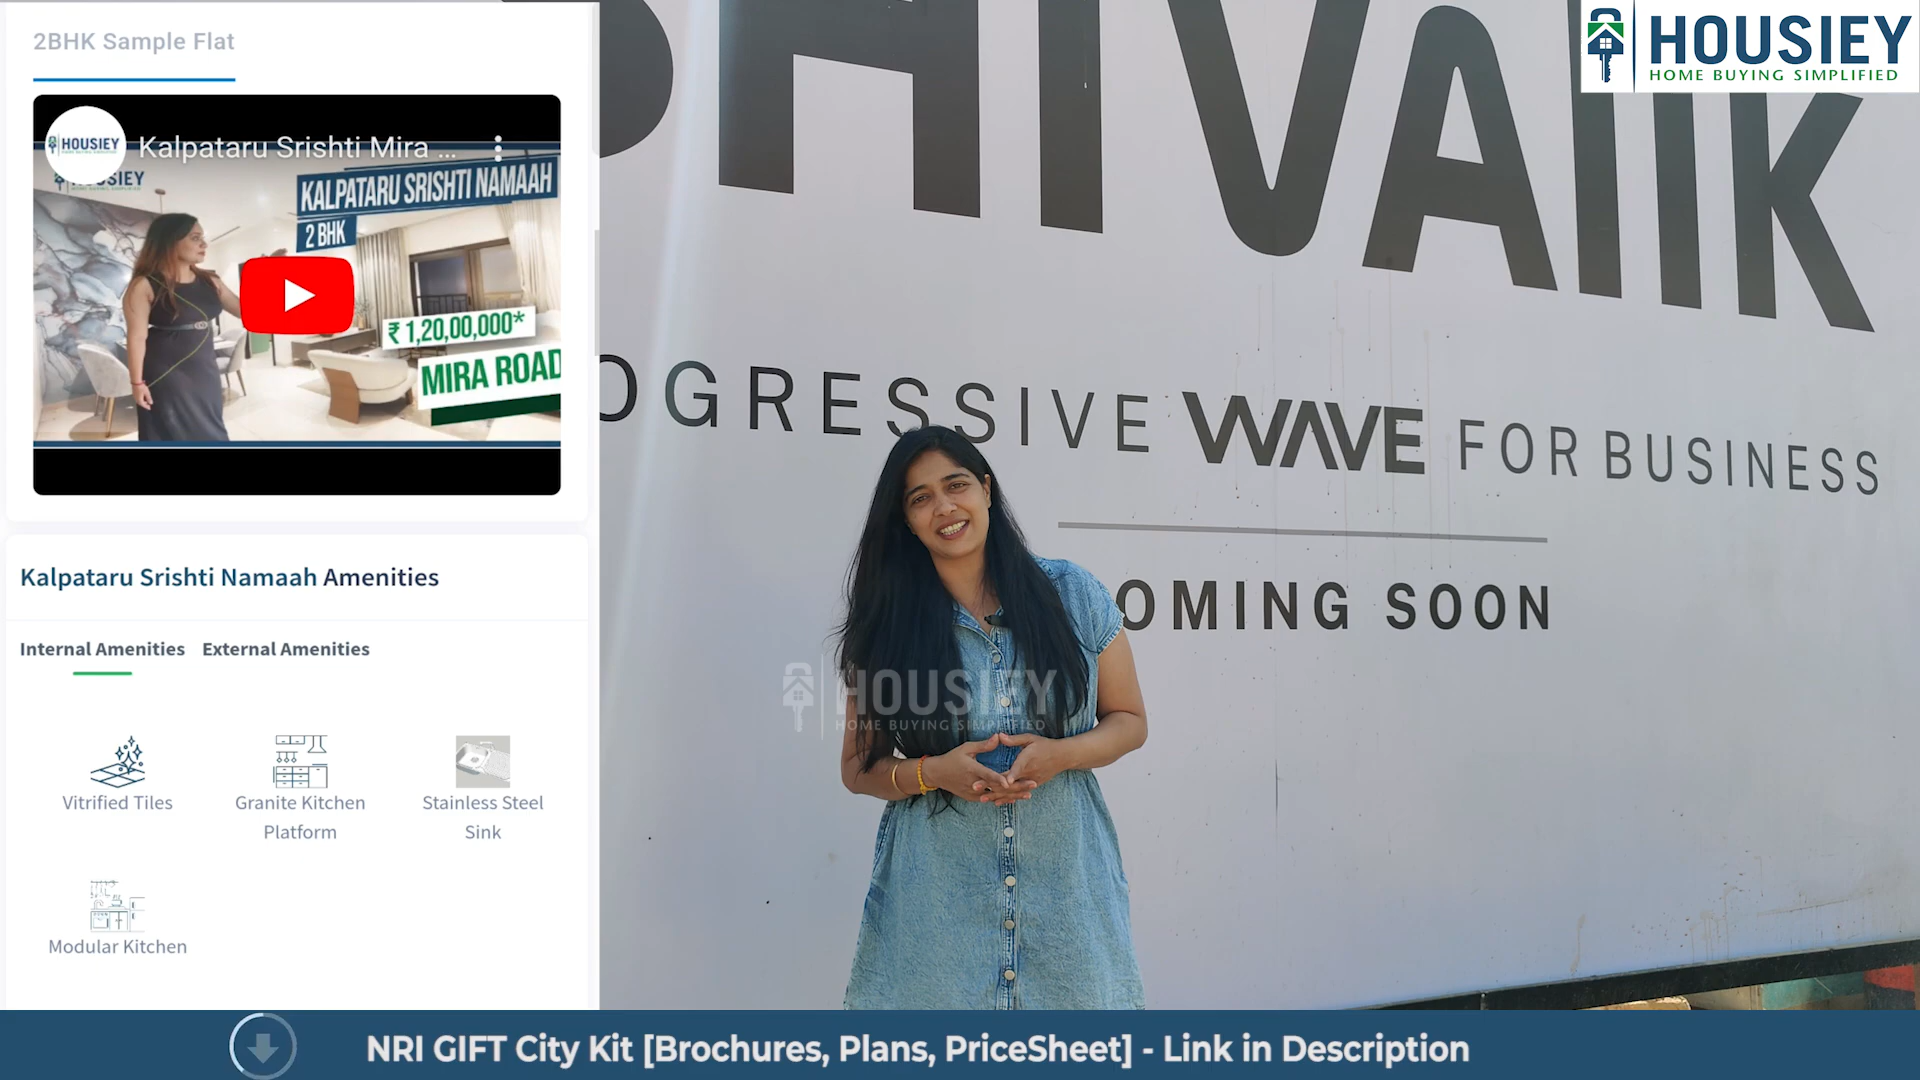 2BHK Sample Flat
HOUSIEY
Kalpataru Srishti Mira ...
KALPATARU SRISHTI NAMAAH
2 BHK
₹ 1,20,00,000*
MIRA ROAD
Kalpataru Srishti Namaah Amenities
Internal Amenities External Amenities
Vitrified Tiles
Granite Kitchen
Platform
Stainless Steel
Sink
Modular Kitchen
HOUSIEY
HOME BUYING SIMPLIFIED
SHIVALIK
OGRESSIVE WAVE FOR BUSINESS
OMING SOON
HOUSIEY
HOME BUYING SIMPLIFIED
NRI GIFT City Kit [Brochures, Plans, PriceSheet] - Link in Description